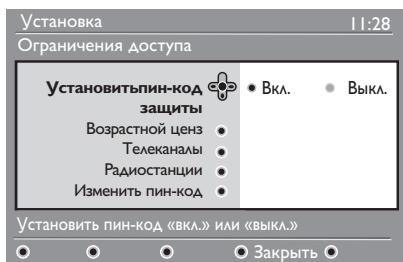 Установка 11:28
Ограничения доступа
Установитьпин-код
защиты
Вкл. Выкл.
Возрастной ценз
Телеканалы
Радиостанции
Изменить пин-код
Установить пин-код «вкл.» или «выкл.»
Закрыть